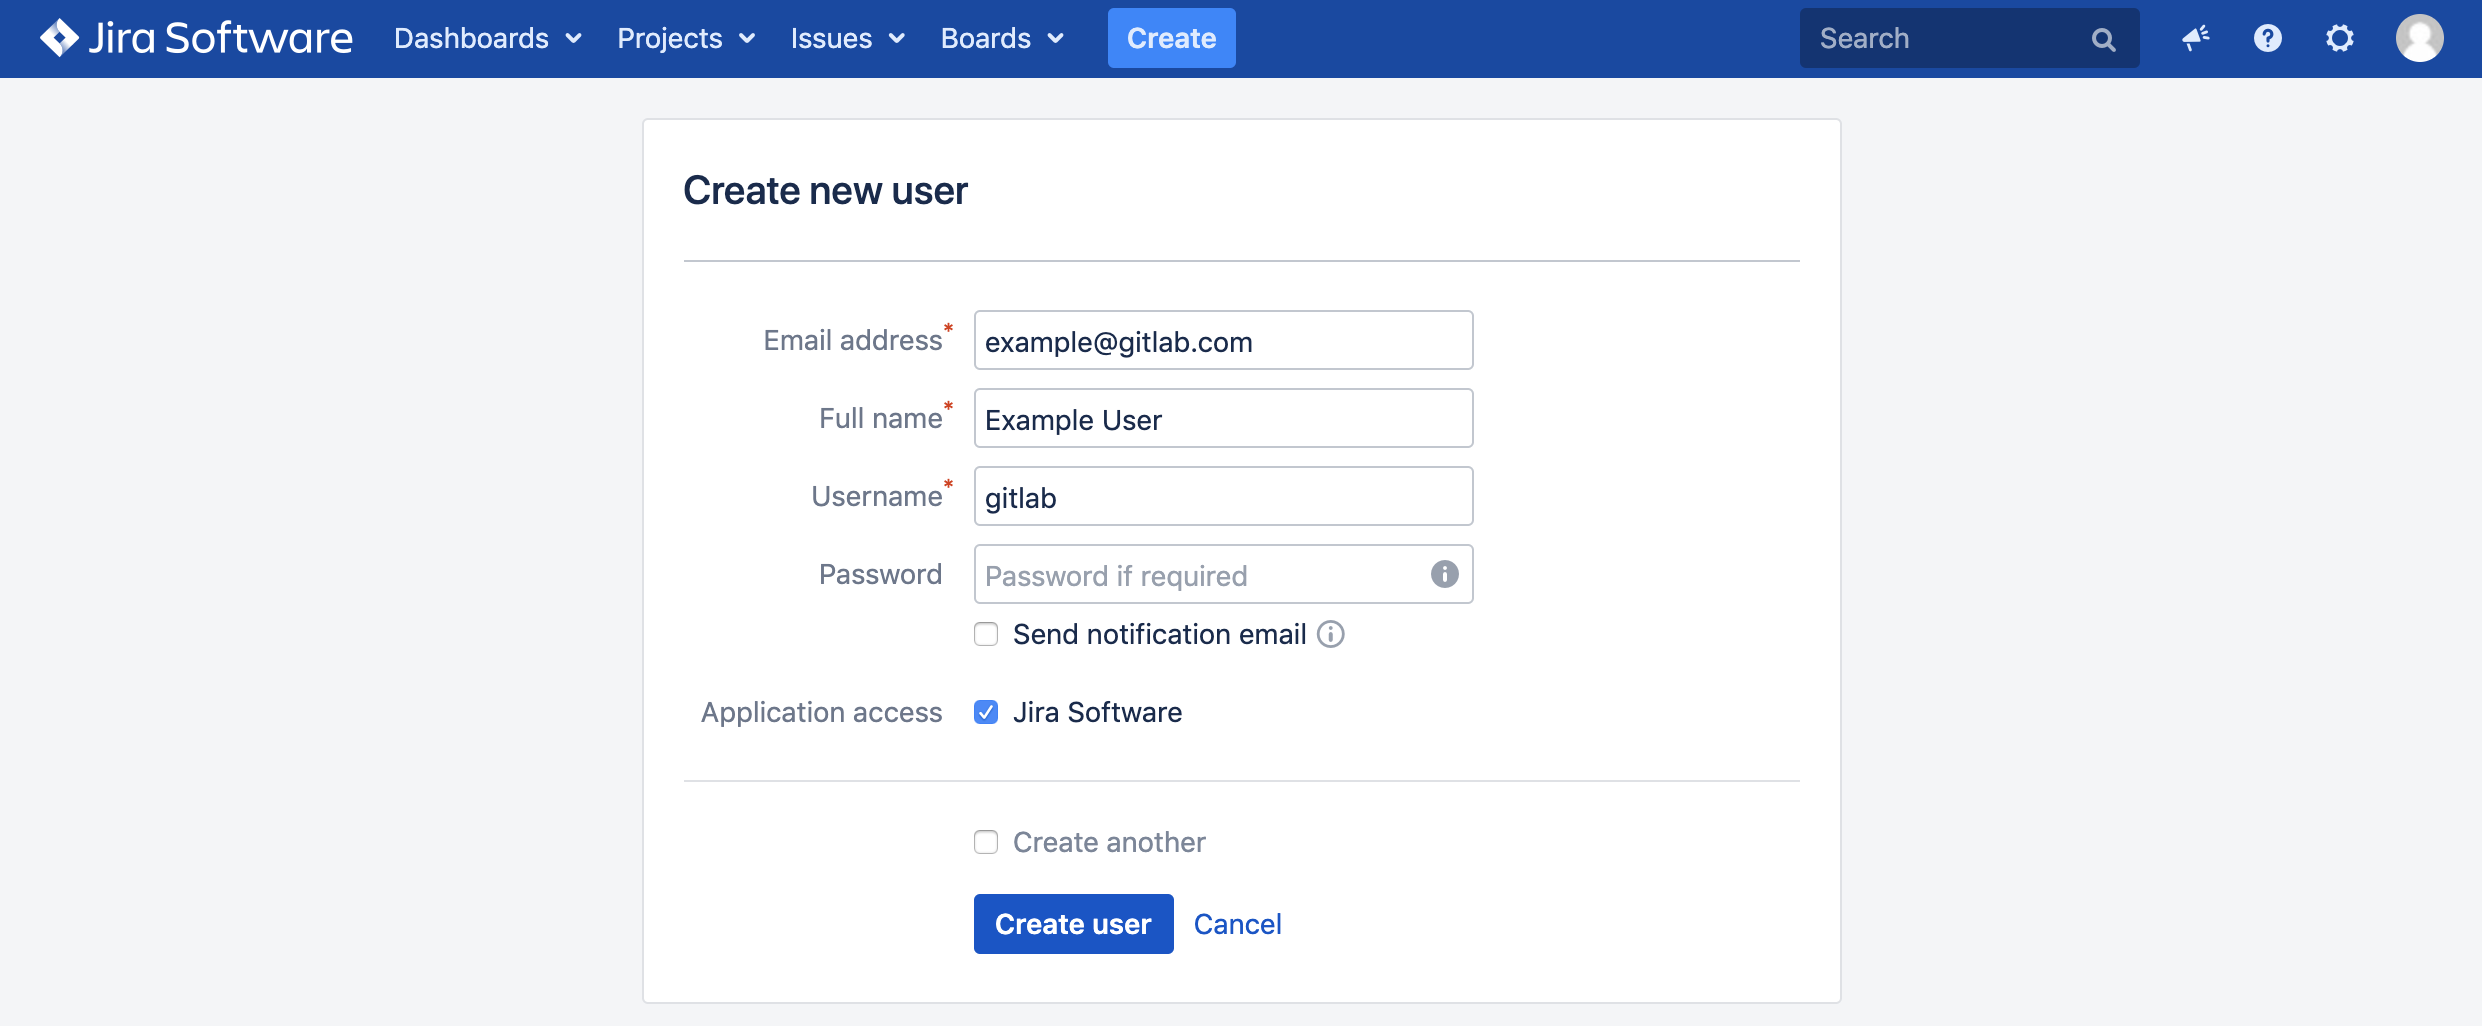 Jira Software Dashboards Projects Issues Boards Create Search
Create new user
Email address* example@gitlab.com
Full name* Example User
Username* gitlab
Password Password if required
Send notification email
Application access Jira Software
Create another
Create user Cancel